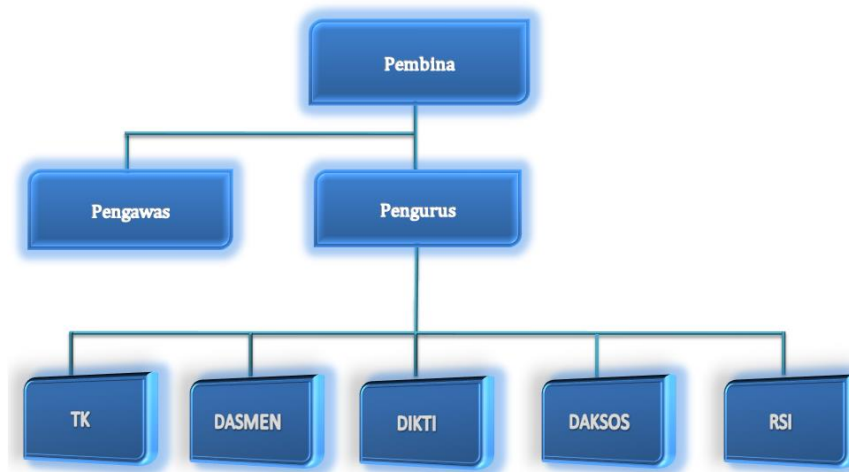 Pembina
Pengawas
Pengurus
TK
DASMEN
DIKTI
DAKSOS
RSI